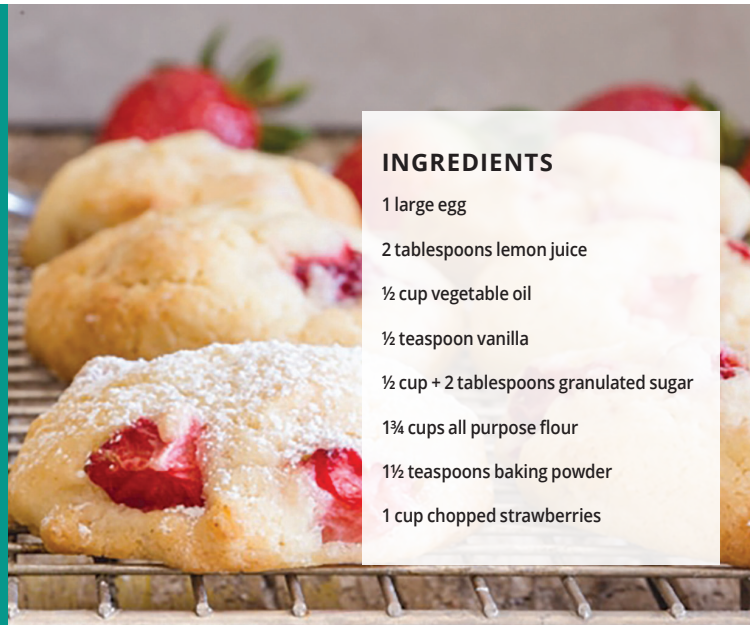 INGREDIENTS
1 large egg
2 tablespoons lemon juice
½ cup vegetable oil
½ teaspoon vanilla
½ cup + 2 tablespoons granulated sugar
1¾ cups all purpose flour
1½ teaspoons baking powder
1 cup chopped strawberries